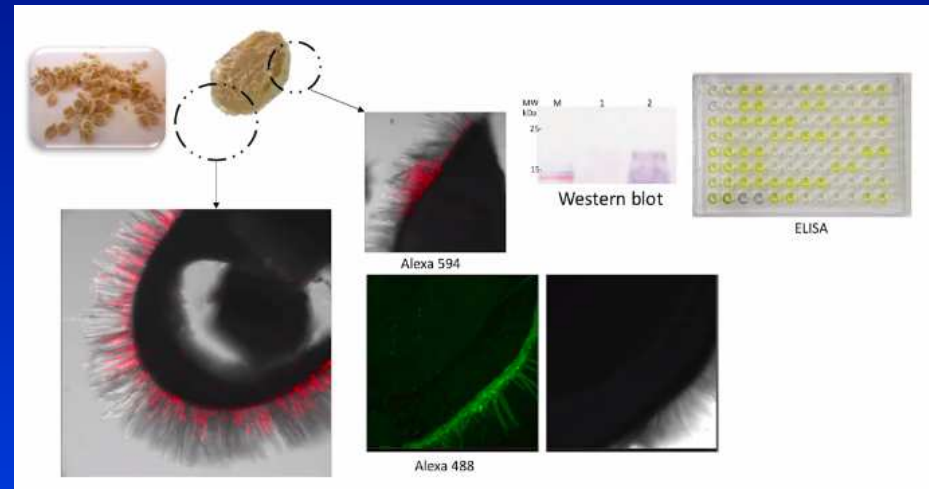 MW M 1 2
kDa
25-
15-
Western blot
ELISA
Alexa 594
Alexa 488